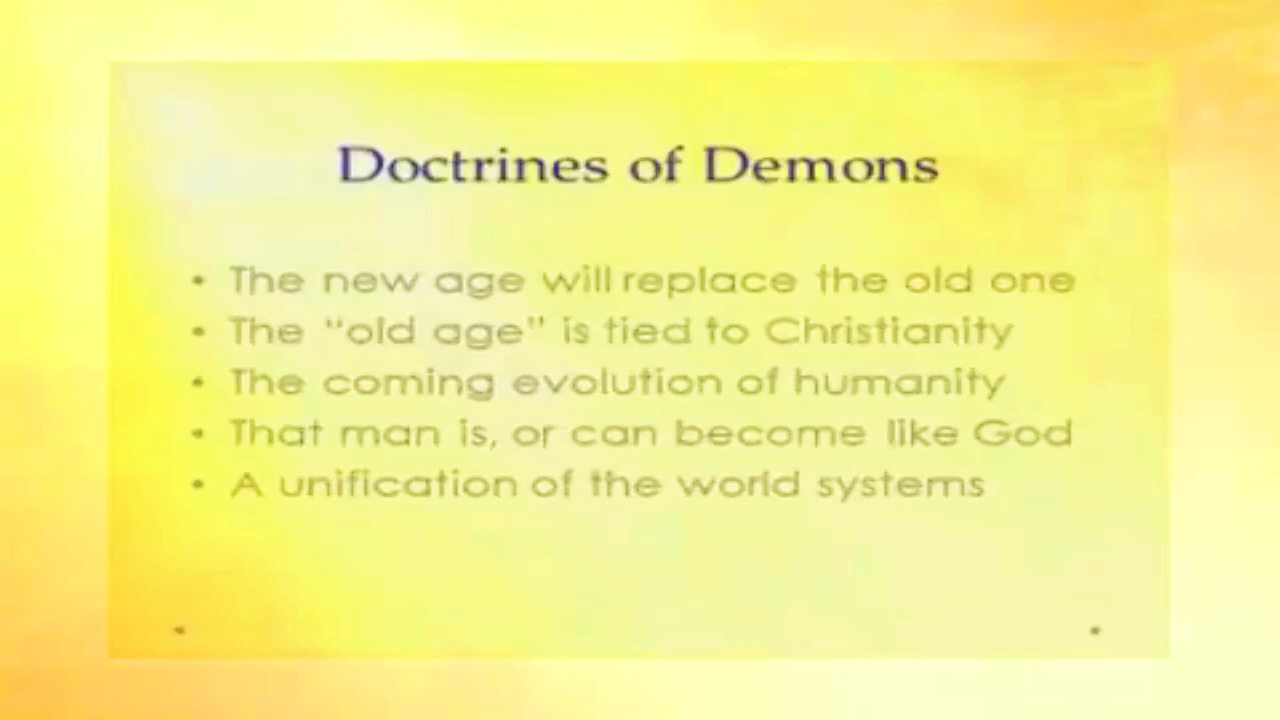 Doctrines of Demons
• The new age will replace the old one
• The “old age” is tied to Christianity
• The coming evolution of humanity
• That man is, or can become like God
• A unification of the world systems